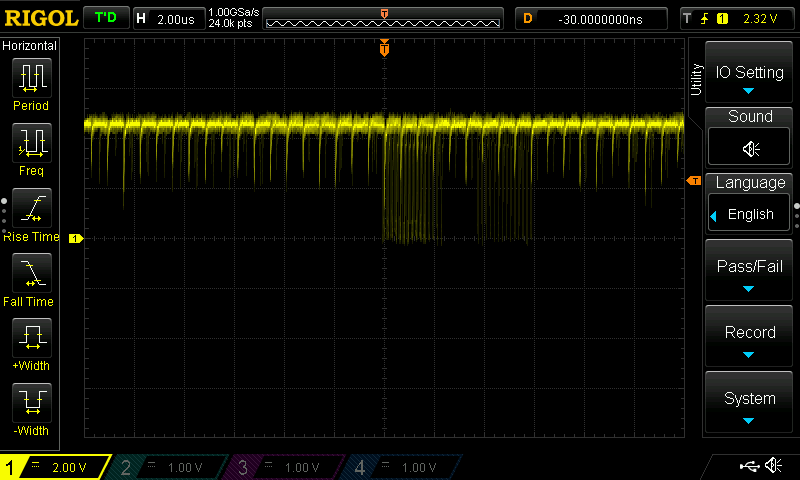 RIGOL T'D H 2.00us 1.00GSa/s 24.0k pts T D -30.0000000ns T 1 2.32 V
Horizontal
Period
Freq
Rise Time
Fall Time
+Width
-Width
T
T
1
Utility
IO Setting
Sound
Language
English
Pass/Fail
Record
System
1 2.00 V 2 1.00 V 3 1.00 V 4 1.00 V